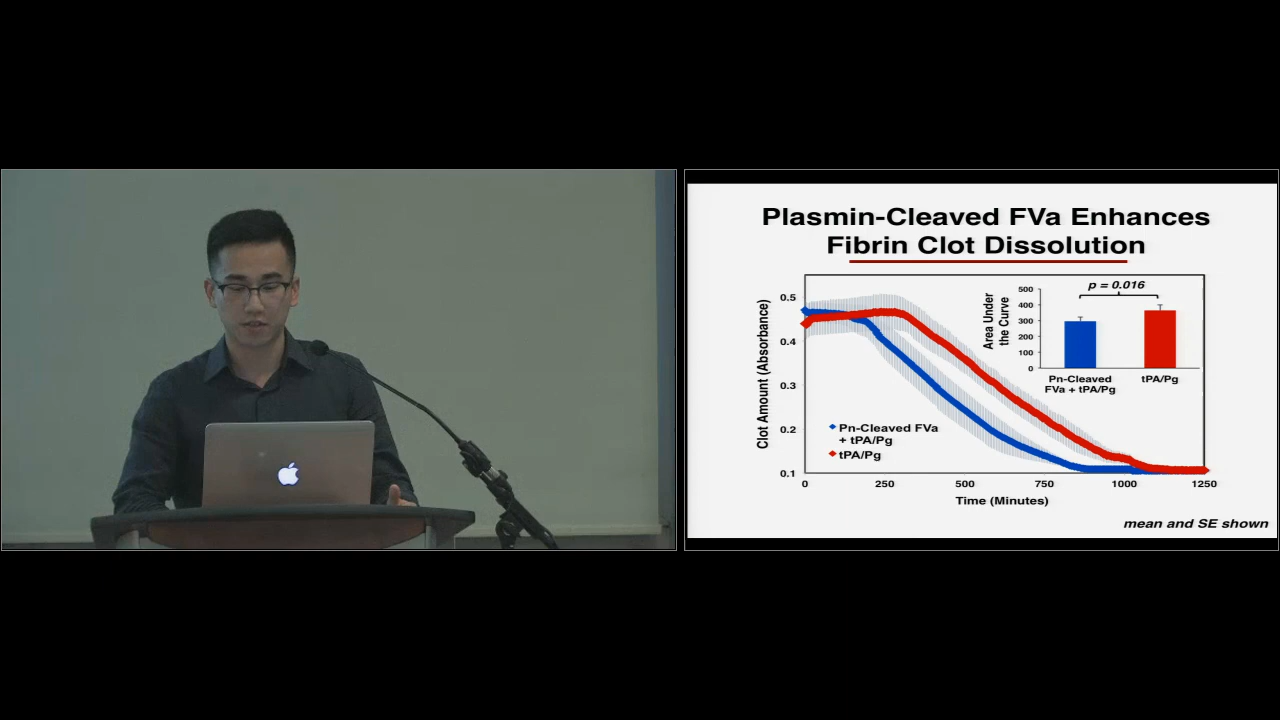 Plasmin-Cleaved FVa Enhances
Fibrin Clot Dissolution
Clot Amount (Absorbance)
0.5
0.4
0.3
0.2
0.1
0
250
500
750
1000
1250
Time (Minutes)
Pn-Cleaved FVa
+ tPA/Pg
tPA/Pg
p = 0.016
Area Under
the Curve
500
400
300
200
100
0
Pn-Cleaved
FVa + tPA/Pg
tPA/Pg
mean and SE shown